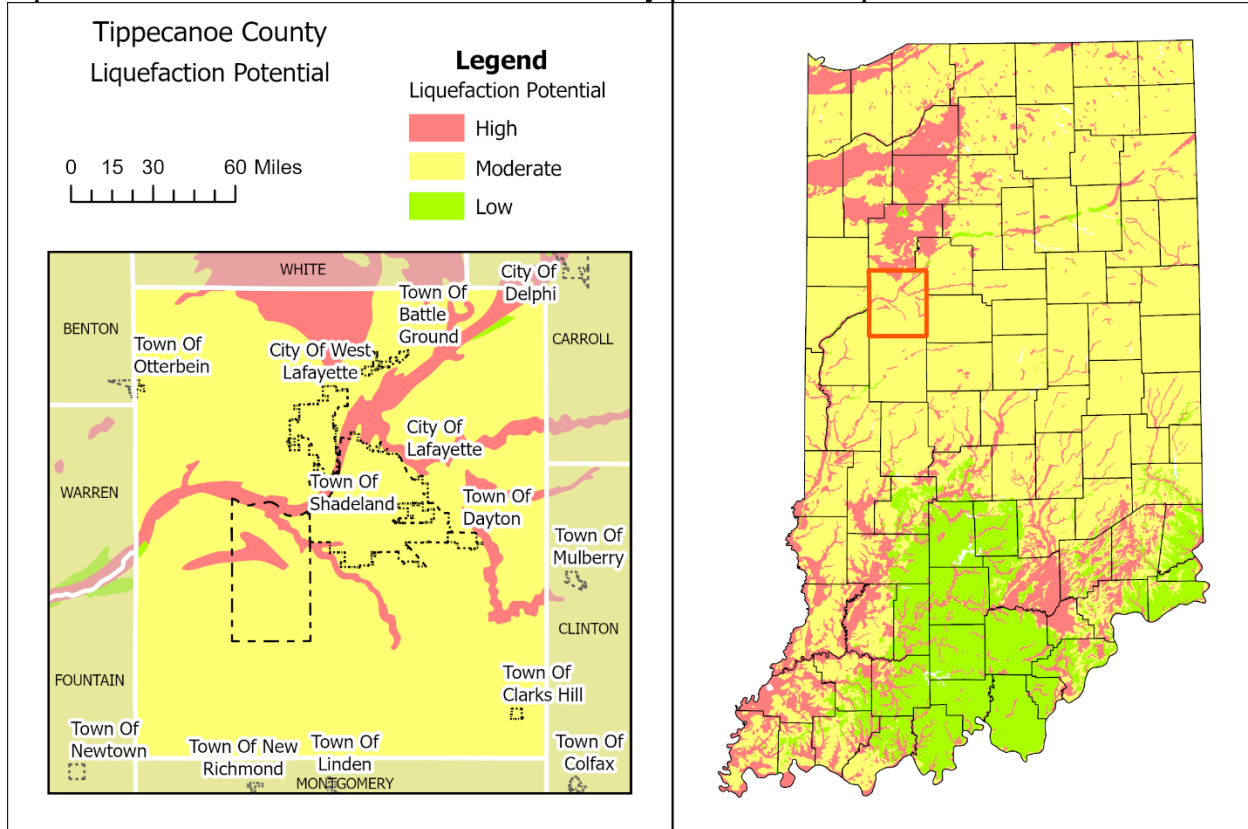 Tippecanoe County
Liquefaction Potential
Legend
Liquefaction Potential
High
Moderate
Low
0 15 30 60 Miles
WHITE
City Of
Delphi
Town Of
Battle
Ground
BENTON
CARROLL
Town Of
Otterbein
City Of West
Lafayette
City Of
Lafayette
WARREN
Town Of
Shadeland
Town Of
Dayton
Town Of
Mulberry
CLINTON
FOUNTAIN
Town Of
Clarks Hill
Town Of
Newtown
Town Of New
Richmond
Town Of
Linden
Town Of
Colfax
MONTGOMERY